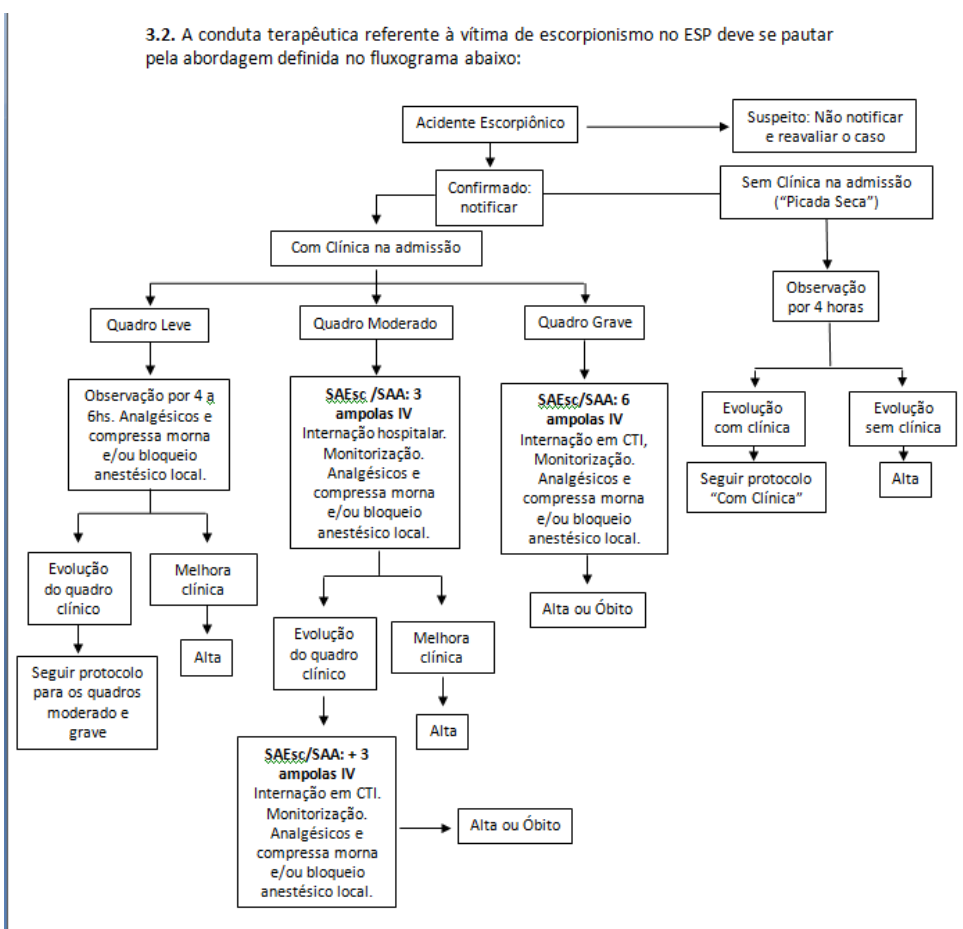 3.2. A conduta terapêutica referente à vítima de escorpionismo no ESP deve se pautar
pela abordagem definida no fluxograma abaixo:
Acidente Escorpiônico
Suspeito: Não notificar
e reavaliar o caso
Confirmado:
notificar
Sem Clínica na admissão
("Picada Seca")
Com Clínica na admissão
Observação
por 4 horas
Quadro Leve
Quadro Moderado
Quadro Grave
Observação por 4 a
6hs. Analgésicos e
compressa morna
e/ou bloqueio
anestésico local.
SAEsc /SAA: 3
ampolas IV
Internação hospitalar.
Monitorização.
Analgésicos e
compressa morna
e/ou bloqueio
anestésico local.
SAEsc/SAA: 6
ampolas IV
Internação em CTI,
Monitorização.
Analgésicos e
compressa morna
e/ou bloqueio
anestésico local.
Evolução
com clínica
Evolução
sem clínica
Seguir protocolo
"Com Clínica"
Alta
Evolução
do quadro
clínico
Melhora
clínica
Alta ou Óbito
Seguir protocolo
para os quadros
moderado e
grave
Alta
Evolução
do quadro
clínico
Melhora
clínica
Alta
SAEsc/SAA: + 3
ampolas IV
Internação em CTI.
Monitorização.
Analgésicos e
compressa morna
e/ou bloqueio
anestésico local.
Alta ou Óbito